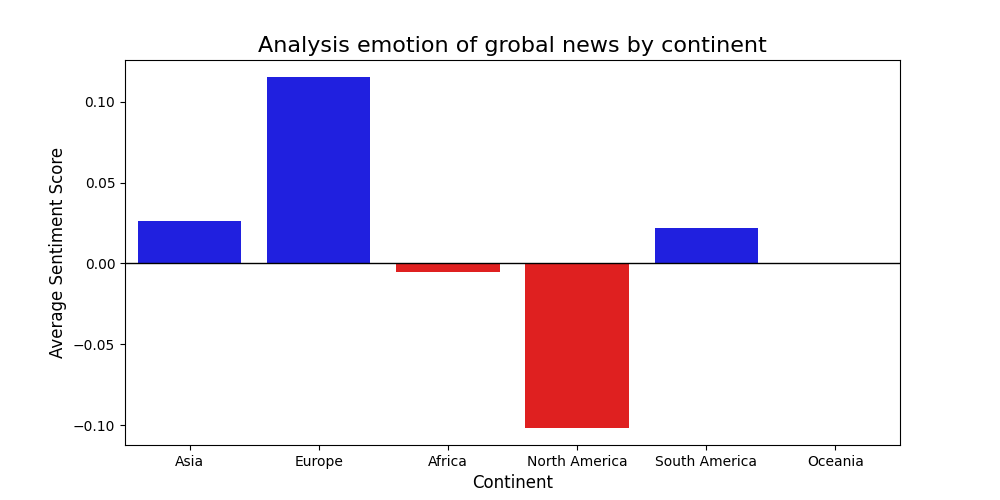 Analysis emotion of grobal news by continent
Average Sentiment Score
0.10
0.05
0.00
−0.05
−0.10
Asia Europe Africa North America South America Oceania
Continent